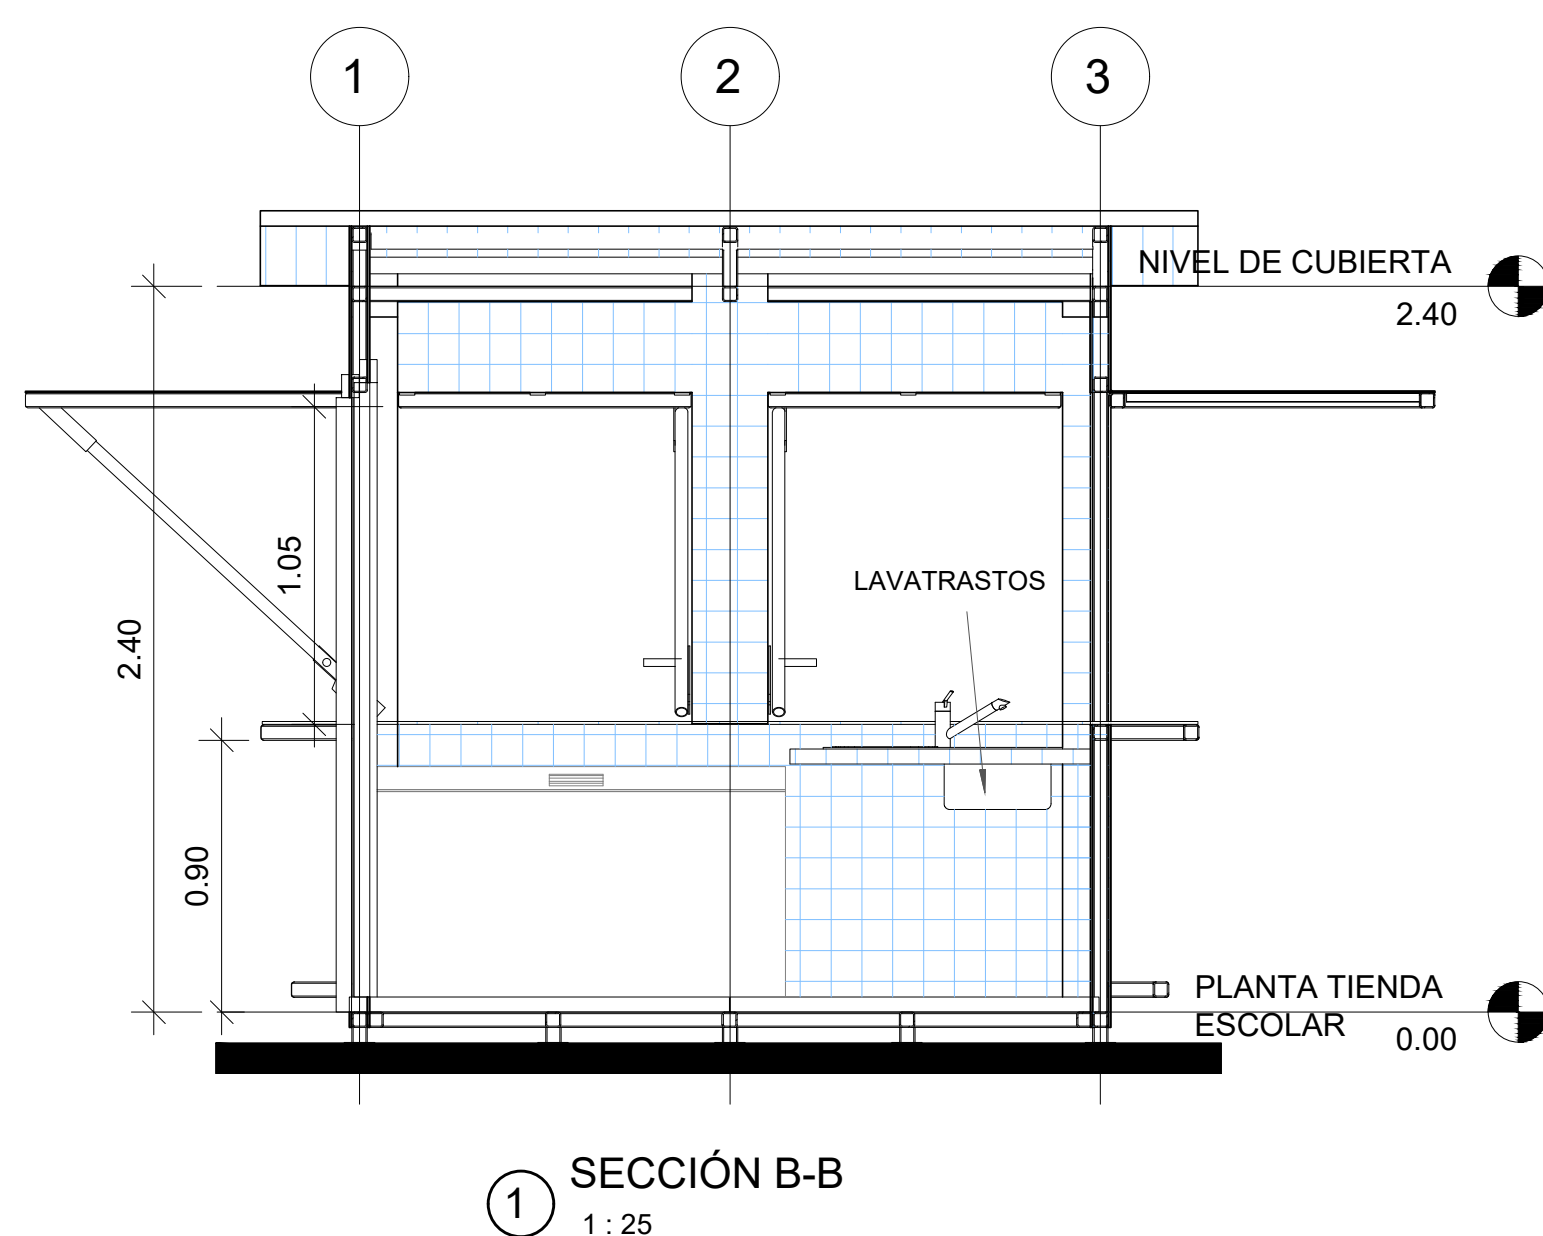 1
2
3
NIVEL DE CUBIERTA
2.40
1.05
LAVATRASTOS
2.40
0.90
PLANTA TIENDA
ESCOLAR
0.00
SECCIÓN B-B
1
1 : 25